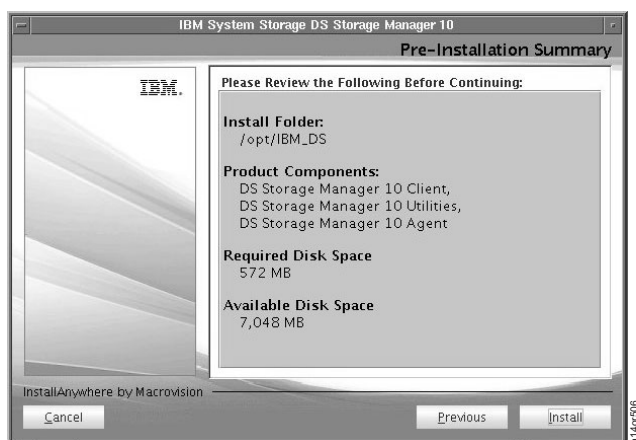 IBM System Storage DS Storage Manager 10
Pre-Installation Summary
IBM.
Please Review the Following Before Continuing:
Install Folder:
/opt/IBM_DS
Product Components:
DS Storage Manager 10 Client,
DS Storage Manager 10 Utilities,
DS Storage Manager 10 Agent
Required Disk Space
572 MB
Available Disk Space
7,048 MB
InstallAnywhere by Macrovision
Cancel
Previous
Install